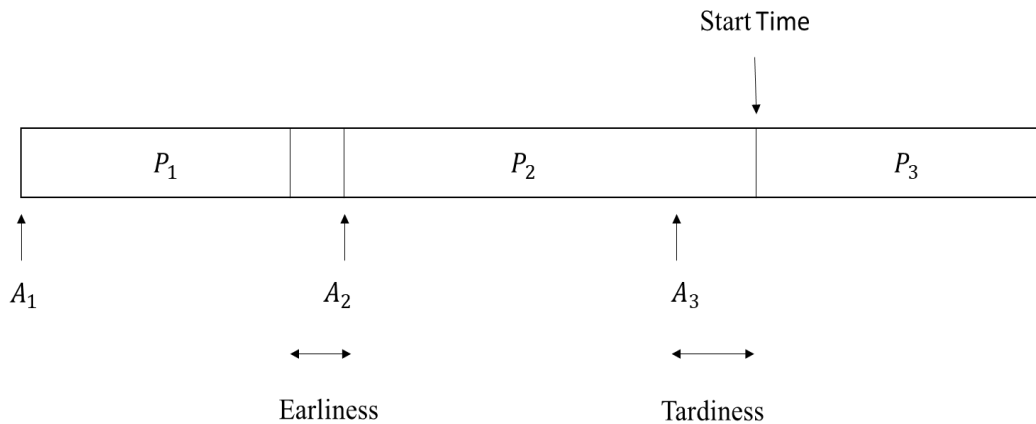 Start Time
P₁ P₂ P₃
A₁ A₂ A₃
Earliness Tardiness